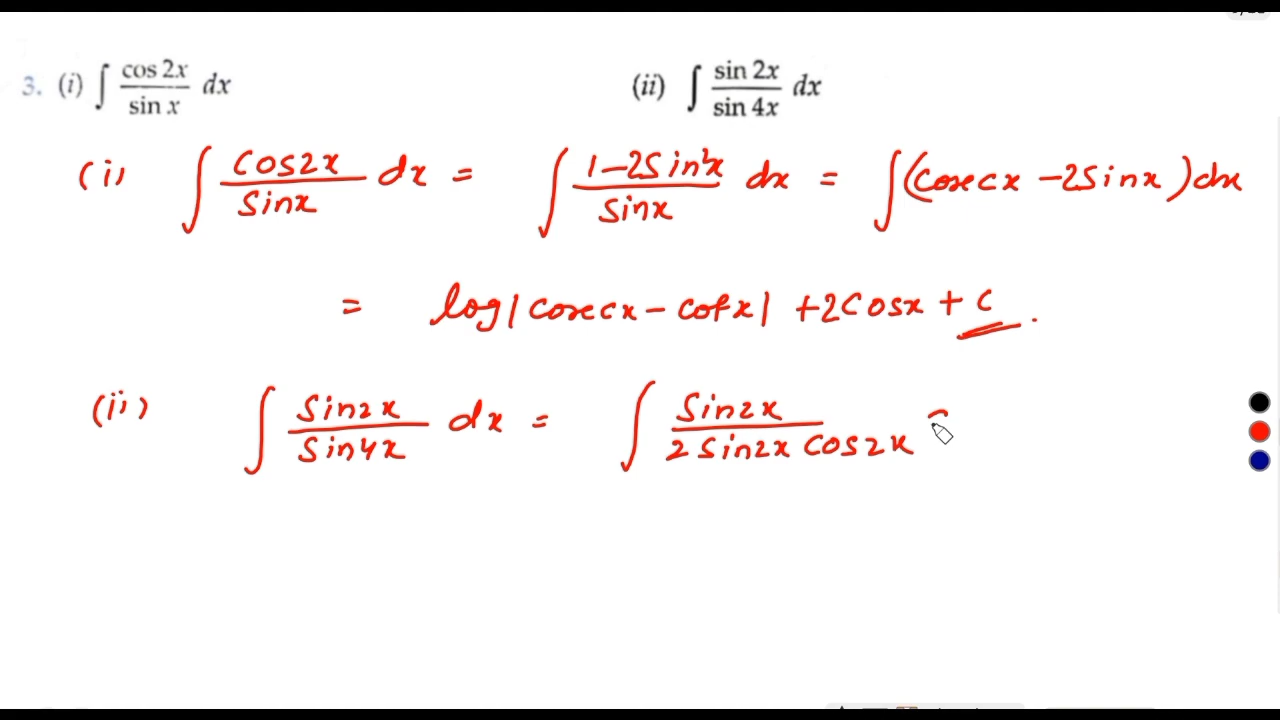 3. (i) ∫ cos 2x / sin x dx (ii) ∫ sin 2x / sin 4x dx
(i) ∫ cos2x / sinx dx = ∫ 1-2sin²x / sinx dx = ∫(cosecx -2sinx)dx
= log|cosecx - cotx| +2cosx + c.
(ii) ∫ sin2x / sin4x dx = ∫ sin2x / 2sin2x cos2x